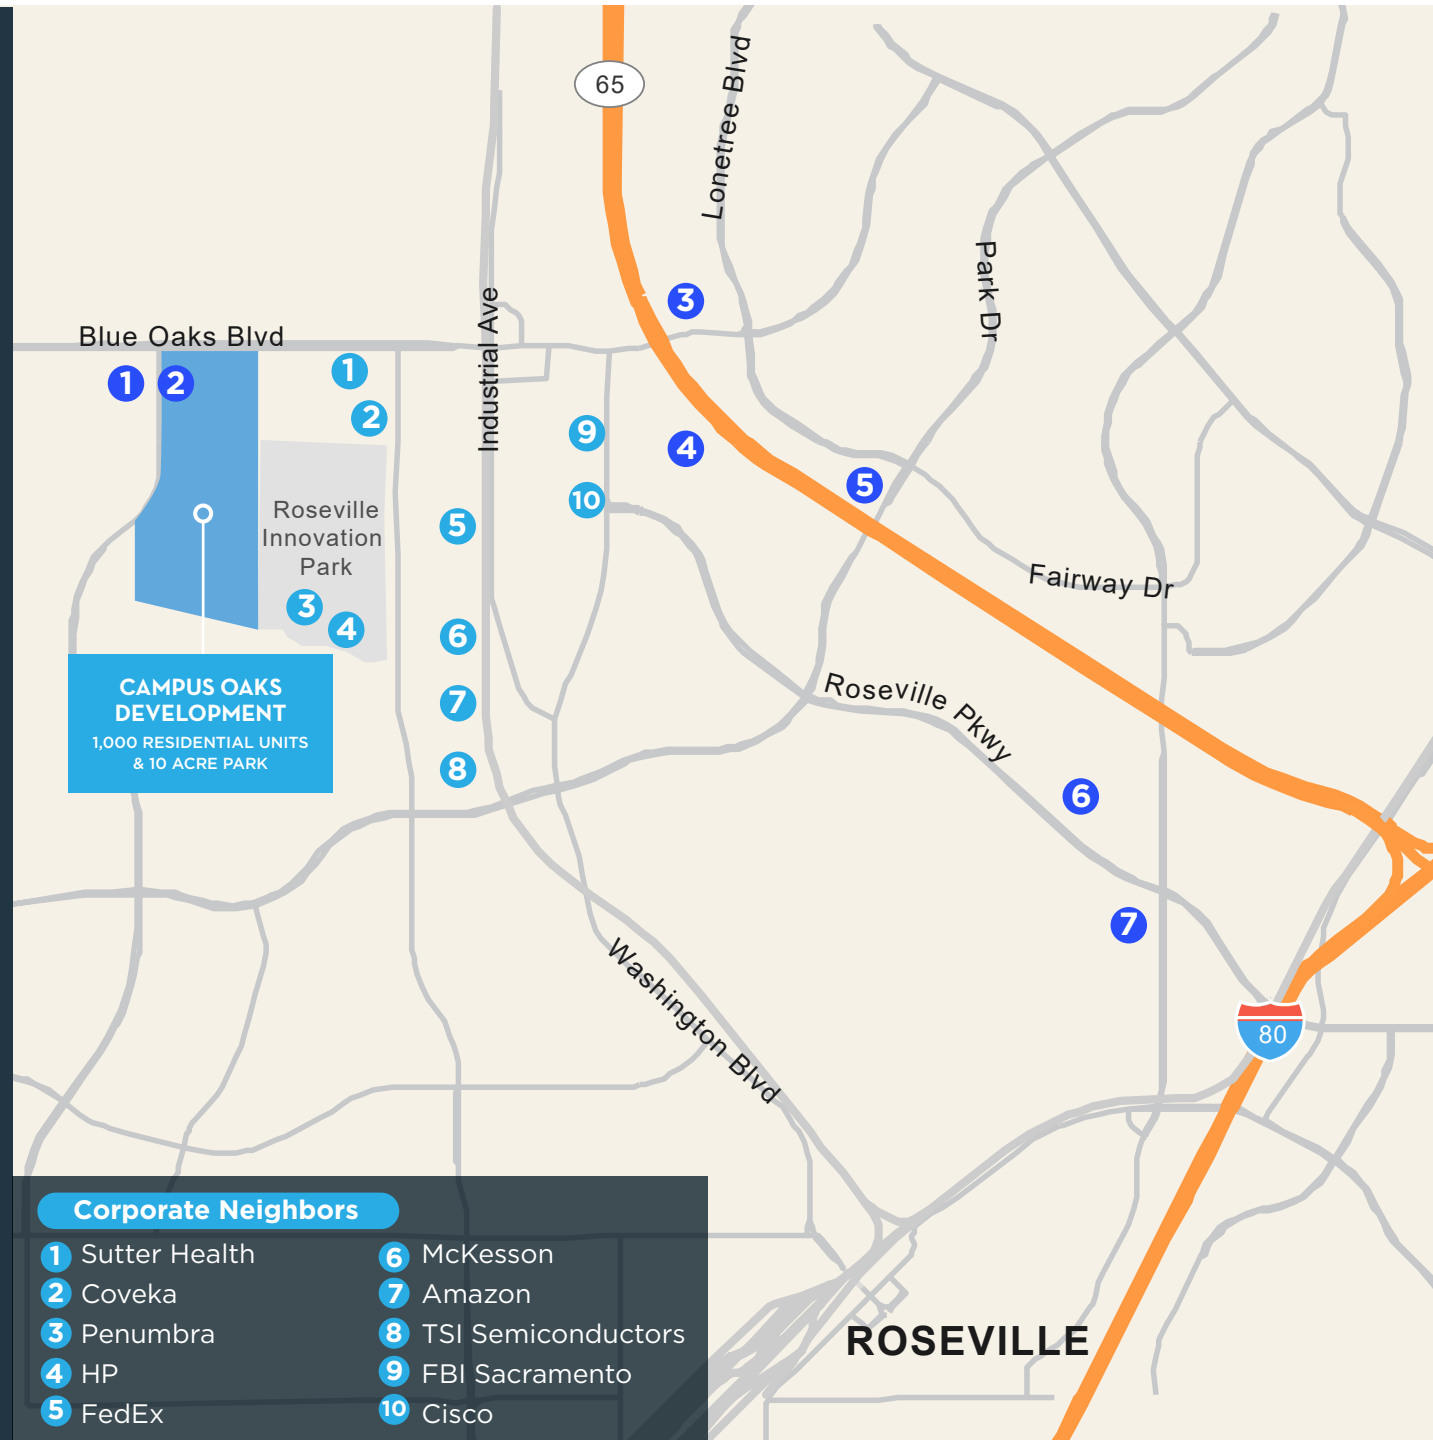 65
Lonetree Blvd
Park Dr
3
Blue Oaks Blvd
Industrial Ave
1
2
1
2
9
4
5
10
Roseville
Innovation
Park
5
Fairway Dr
3
4
6
CAMPUS OAKS
DEVELOPMENT
1,000 RESIDENTIAL UNITS
& 10 ACRE PARK
7
Roseville Pkwy
8
6
7
Washington Blvd
80
Corporate Neighbors
1 Sutter Health
2 Coveka
3 Penumbra
4 HP
5 FedEx
6 McKesson
7 Amazon
8 TSI Semiconductors
9 FBI Sacramento
10 Cisco
ROSEVILLE